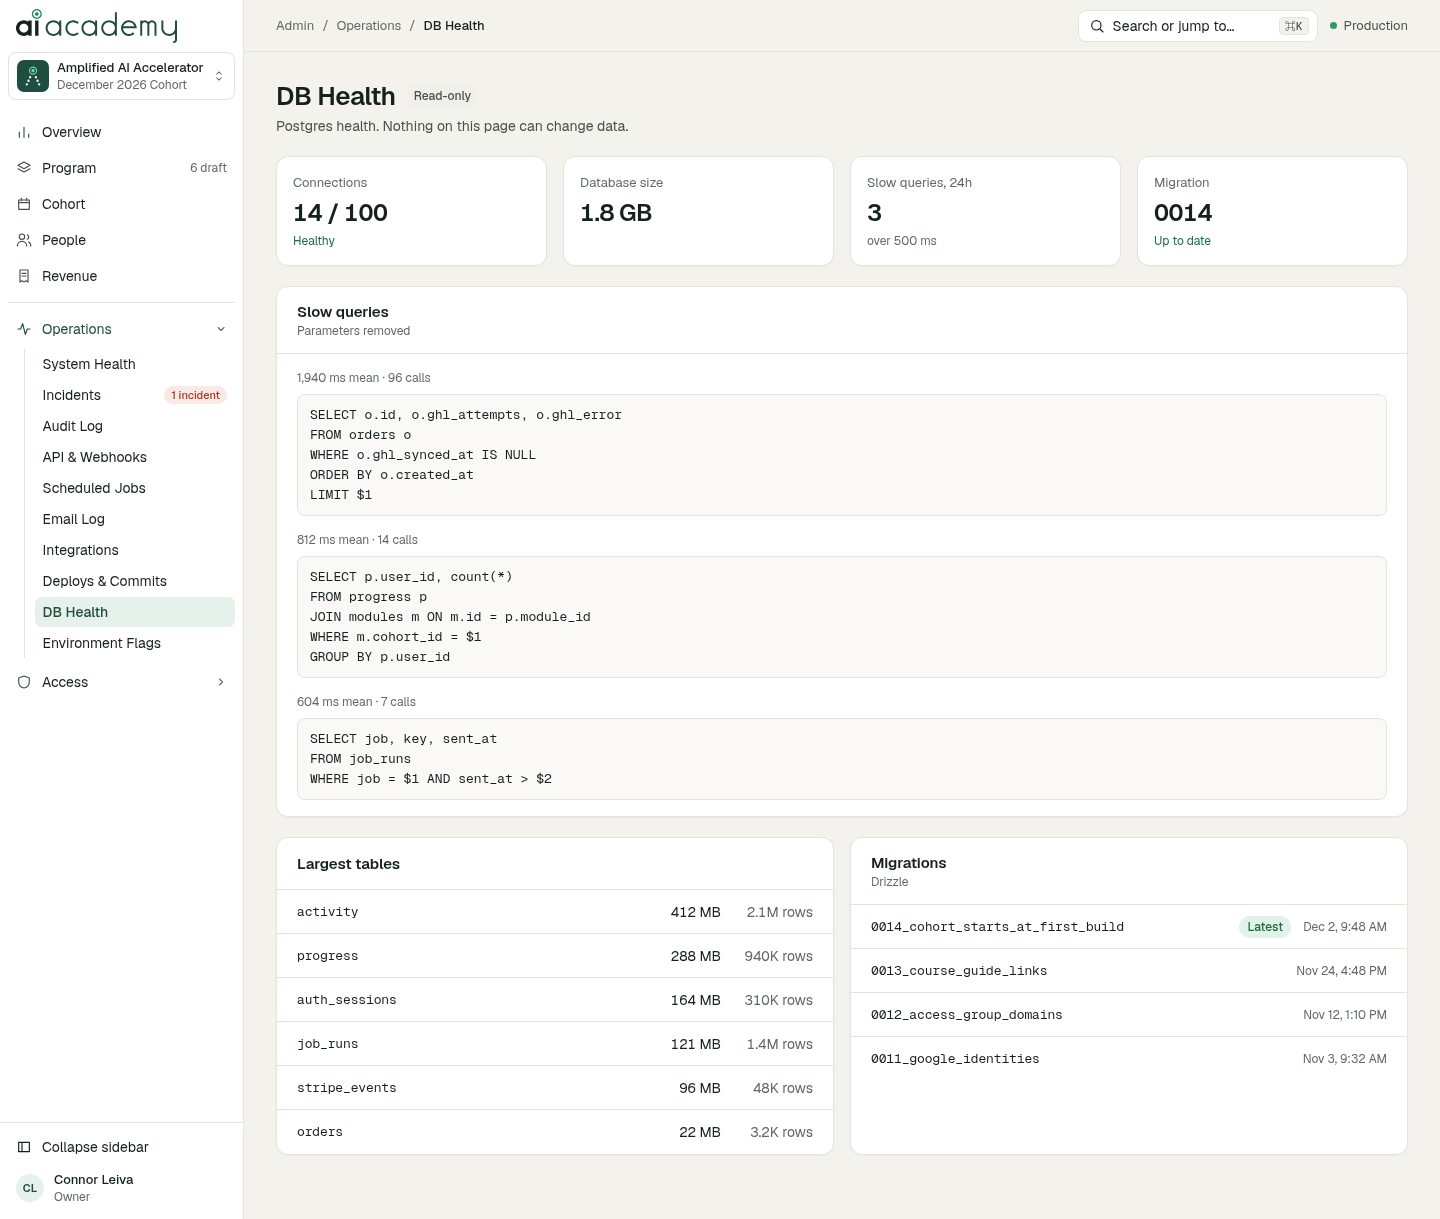 ai academy
Amplified AI Accelerator
December 2026 Cohort
Overview
Program 6 draft
Cohort
People
Revenue
Operations
System Health
Incidents 1 incident
Audit Log
API & Webhooks
Scheduled Jobs
Email Log
Integrations
Deploys & Commits
DB Health
Environment Flags
Access
Collapse sidebar
CL
Connor Leiva
Owner
Admin / Operations / DB Health
Search or jump to... ⌘K
Production
DB Health Read-only
Postgres health. Nothing on this page can change data.
Connections
14 / 100
Healthy
Database size
1.8 GB
Slow queries, 24h
3
over 500 ms
Migration
0014
Up to date
Slow queries
Parameters removed
1,940 ms mean · 96 calls
SELECT o.id, o.ghl_attempts, o.ghl_error
FROM orders o
WHERE o.ghl_synced_at IS NULL
ORDER BY o.created_at
LIMIT $1
812 ms mean · 14 calls
SELECT p.user_id, count(*)
FROM progress p
JOIN modules m ON m.id = p.module_id
WHERE m.cohort_id = $1
GROUP BY p.user_id
604 ms mean · 7 calls
SELECT job, key, sent_at
FROM job_runs
WHERE job = $1 AND sent_at > $2
Largest tables
activity 412 MB 2.1M rows
progress 288 MB 940K rows
auth_sessions 164 MB 310K rows
job_runs 121 MB 1.4M rows
stripe_events 96 MB 48K rows
orders 22 MB 3.2K rows
Migrations
Drizzle
0014_cohort_starts_at_first_build Latest Dec 2, 9:48 AM
0013_course_guide_links Nov 24, 4:48 PM
0012_access_group_domains Nov 12, 1:10 PM
0011_google_identities Nov 3, 9:32 AM